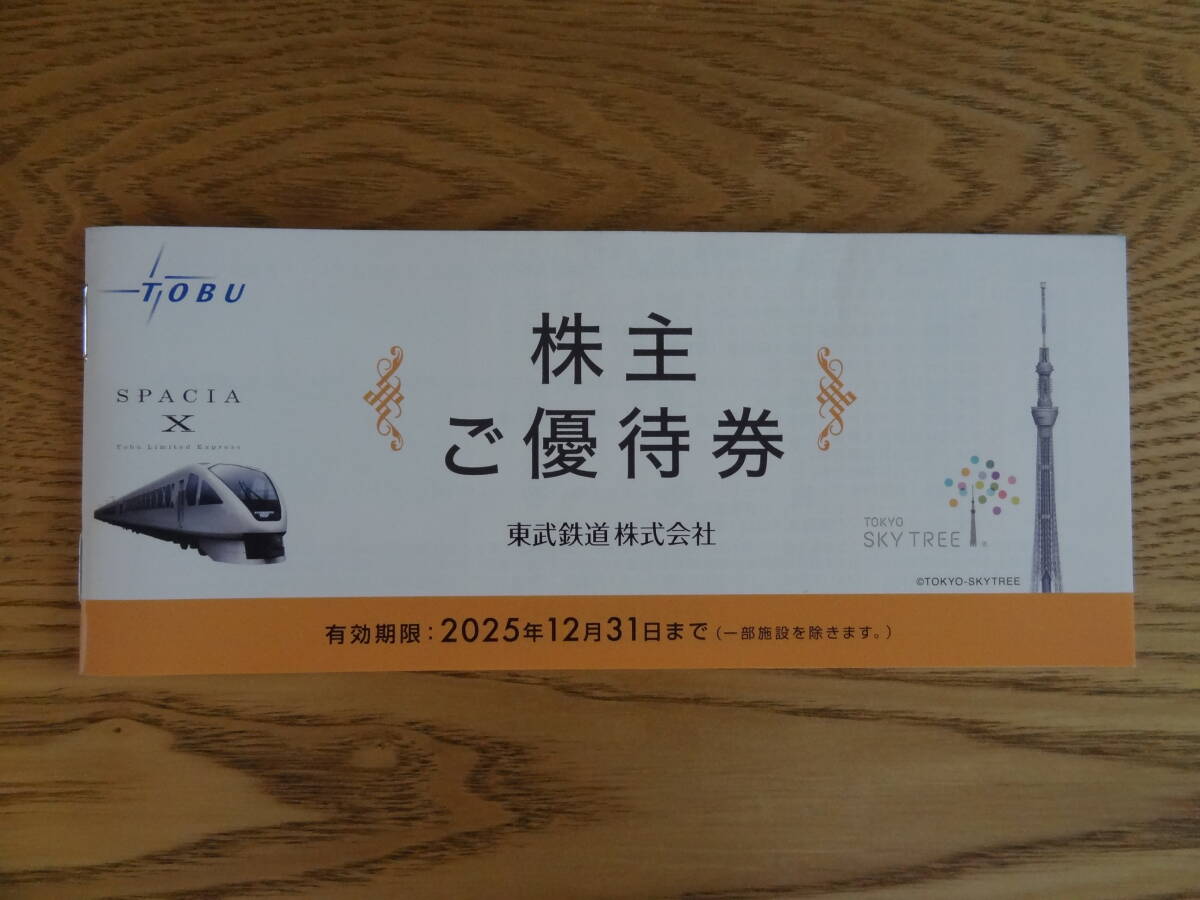 TOBU
SPACIA
X
Tobu Limited Express
株主
ご優待券
東武鉄道株式会社
TOKYO
SKYTREE®
©TOKYO-SKYTREE
有効期限：2025年12月31日まで（一部施設を除きます。）